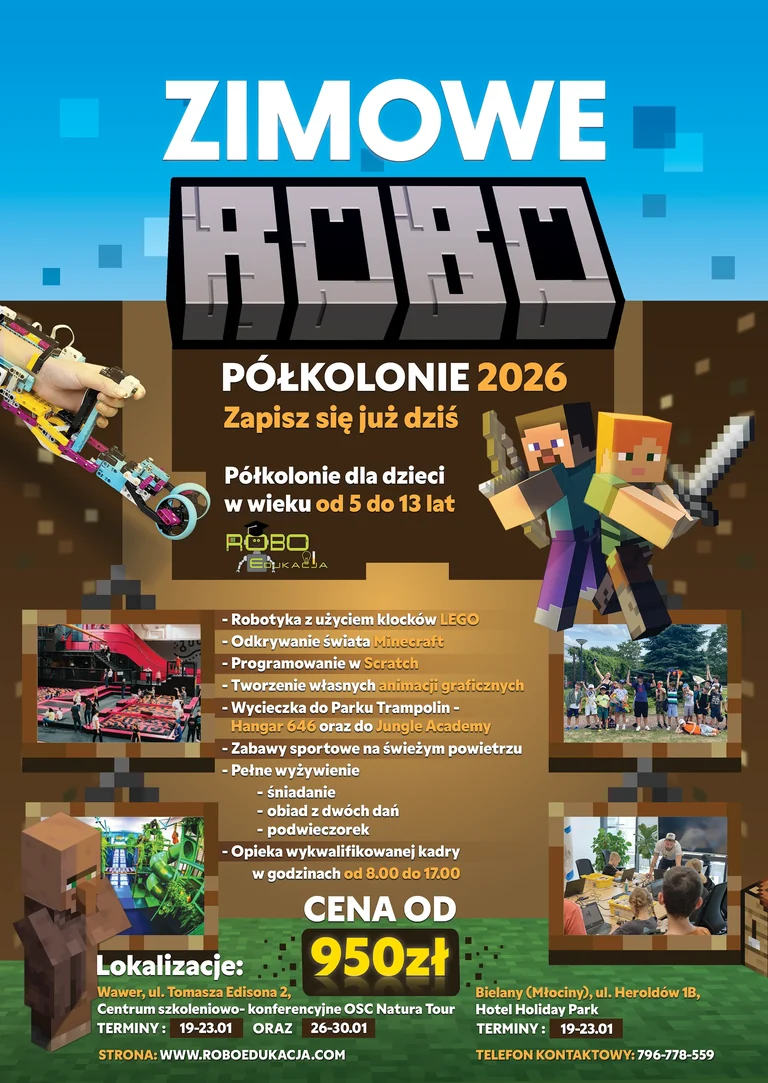 ZIMOWE
ROBO
PÓŁKOLONIE 2026
Zapisz się już dziś
Półkolonie dla dzieci
w wieku od 5 do 13 lat
ROBO
EDUKACJA
- Robotyka z użyciem klocków LEGO
- Odkrywanie świata Minecraft
- Programowanie w Scratch
- Tworzenie własnych animacji graficznych
- Wycieczka do Parku Trampolin -
Hangar 646 oraz do Jungle Academy
- Zabawy sportowe na świeżym powietrzu
- Pełne wyżywienie
- śniadanie
- obiad z dwóch dań
- podwieczorek
- Opieka wykwalifikowanej kadry
w godzinach od 8.00 do 17.00
CENA OD
950zł
Lokalizacje:
Wawer, ul. Tomasza Edisona 2,
Centrum szkoleniowo- konferencyjne OSC Natura Tour
TERMINY : 19-23.01 ORAZ 26-30.01
Bielany (Młociny), ul. Heroldów 1B,
Hotel Holiday Park
TERMINY : 19-23.01
STRONA: WWW.ROBOEDUKACJA.COM
TELEFON KONTAKTOWY: 796-778-559